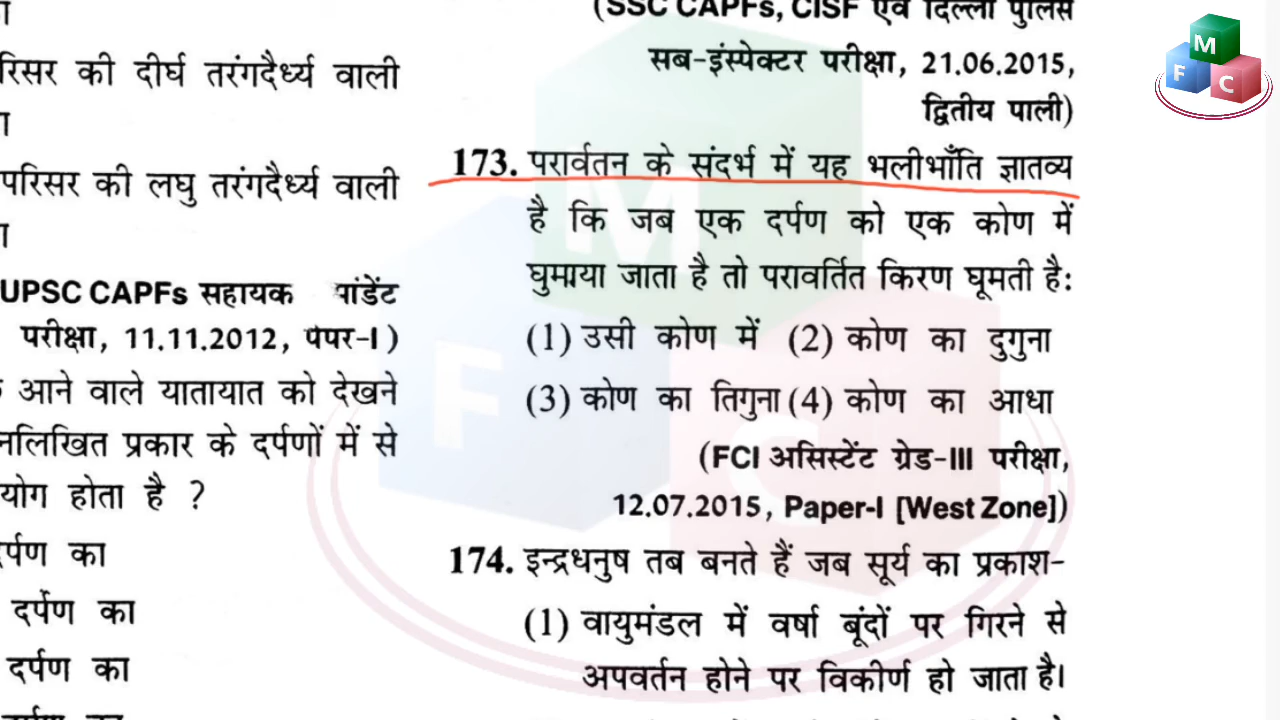 रिसर की दीर्घ तरंगदैर्ध्य वाली
परिसर की लघु तरंगदैर्ध्य वाली
UPSC CAPFs सहायक पांडेंट
परीक्षा, 11.11.2012, पेपर-I )
आने वाले यातायात को देखने
नलिखित प्रकार के दर्पणों में से
योग होता है ?
र्पण का
दर्पण का
दर्पण का
(SSC CAPFs, CISF एवं दिल्ली पुलिस
सब-इंस्पेक्टर परीक्षा, 21.06.2015,
द्वितीय पाली)
173. परार्वतन के संदर्भ में यह भलीभाँति ज्ञातव्य
है कि जब एक दर्पण को एक कोण में
घुमाया जाता है तो परावर्तित किरण घूमती है:
(1) उसी कोण में (2) कोण का दुगुना
(3) कोण का तिगुना (4) कोण का आधा
(FCI असिस्टेंट ग्रेड-III परीक्षा,
12.07.2015, Paper-I [West Zone])
174. इन्द्रधनुष तब बनते हैं जब सूर्य का प्रकाश-
(1) वायुमंडल में वर्षा बूंदों पर गिरने से
अपवर्तन होने पर विकीर्ण हो जाता है।
M
F
C
M
F
C